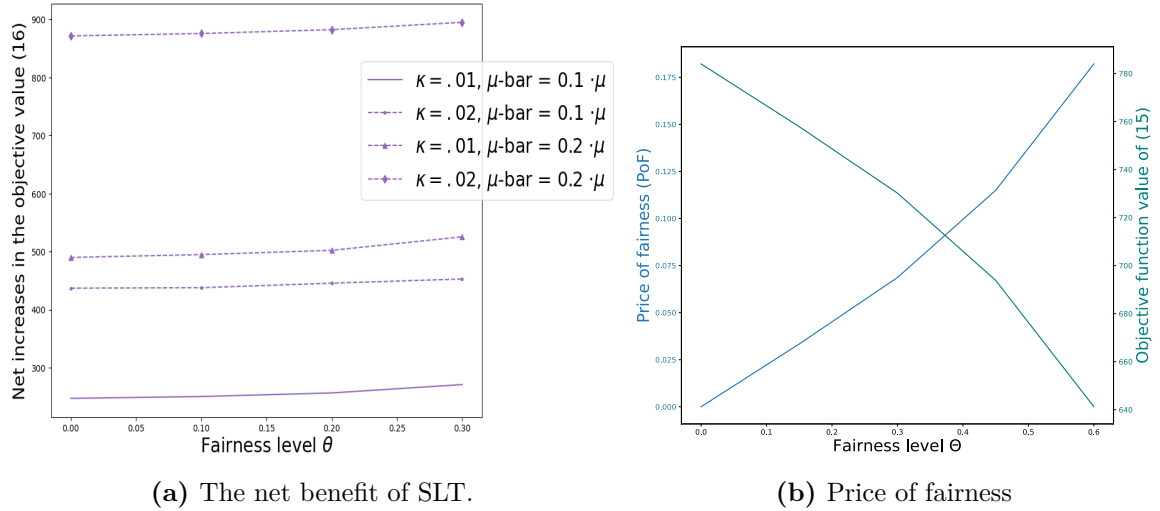 Net increases in the objective value (16)
900
800
700
600
500
400
300
κ = .01, μ-bar = 0.1 ·μ
κ = .02, μ-bar = 0.1 ·μ
κ = .01, μ-bar = 0.2 ·μ
κ = .02, μ-bar = 0.2 ·μ
0.00 0.05 0.10 0.15 0.20 0.25 0.30
Fairness level θ
(a) The net benefit of SLT.
Price of fairness (PoF)
0.175
0.150
0.125
0.100
0.075
0.050
0.025
0.000
780
760
740
720
700
680
660
640
Objective function value of (15)
0.0 0.1 0.2 0.3 0.4 0.5 0.6
Fairness level Θ
(b) Price of fairness